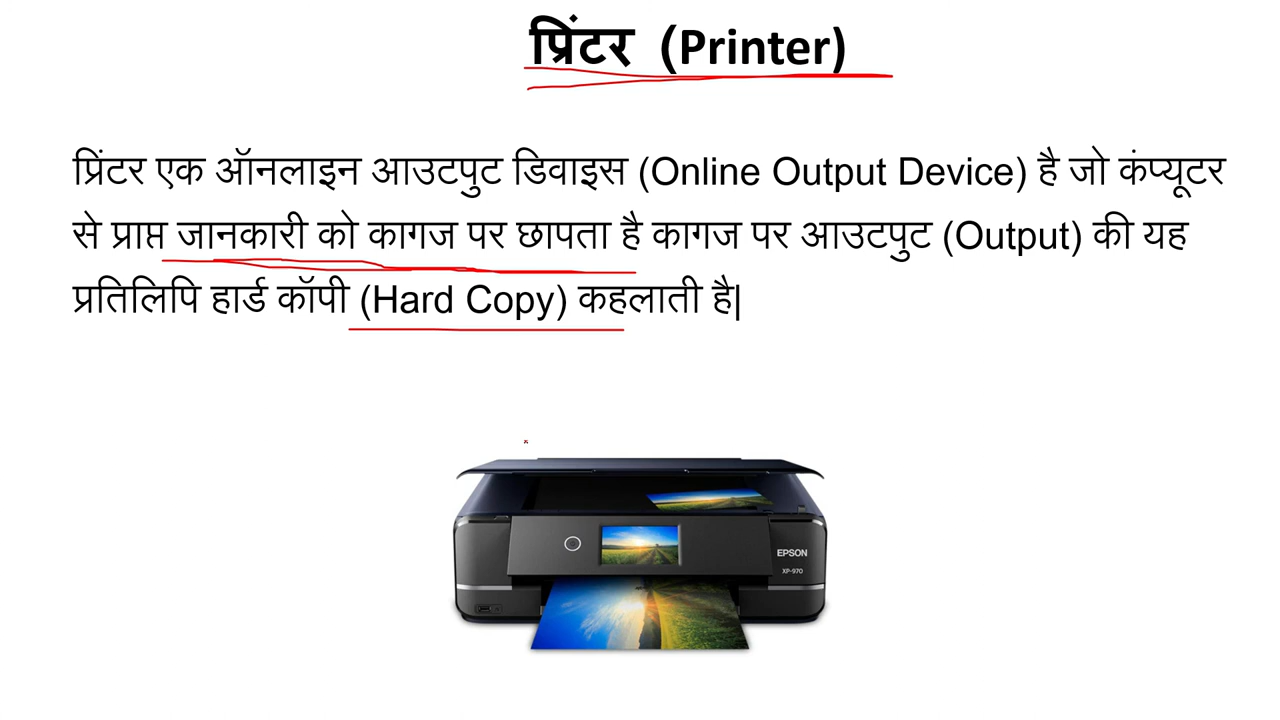 प्रिंटर (Printer)
प्रिंटर एक ऑनलाइन आउटपुट डिवाइस (Online Output Device) है जो कंप्यूटर
से प्राप्त जानकारी को कागज पर छापता है कागज पर आउटपुट (Output) की यह
प्रतिलिपि हार्ड कॉपी (Hard Copy) कहलाती है|
EPSON
XP-970